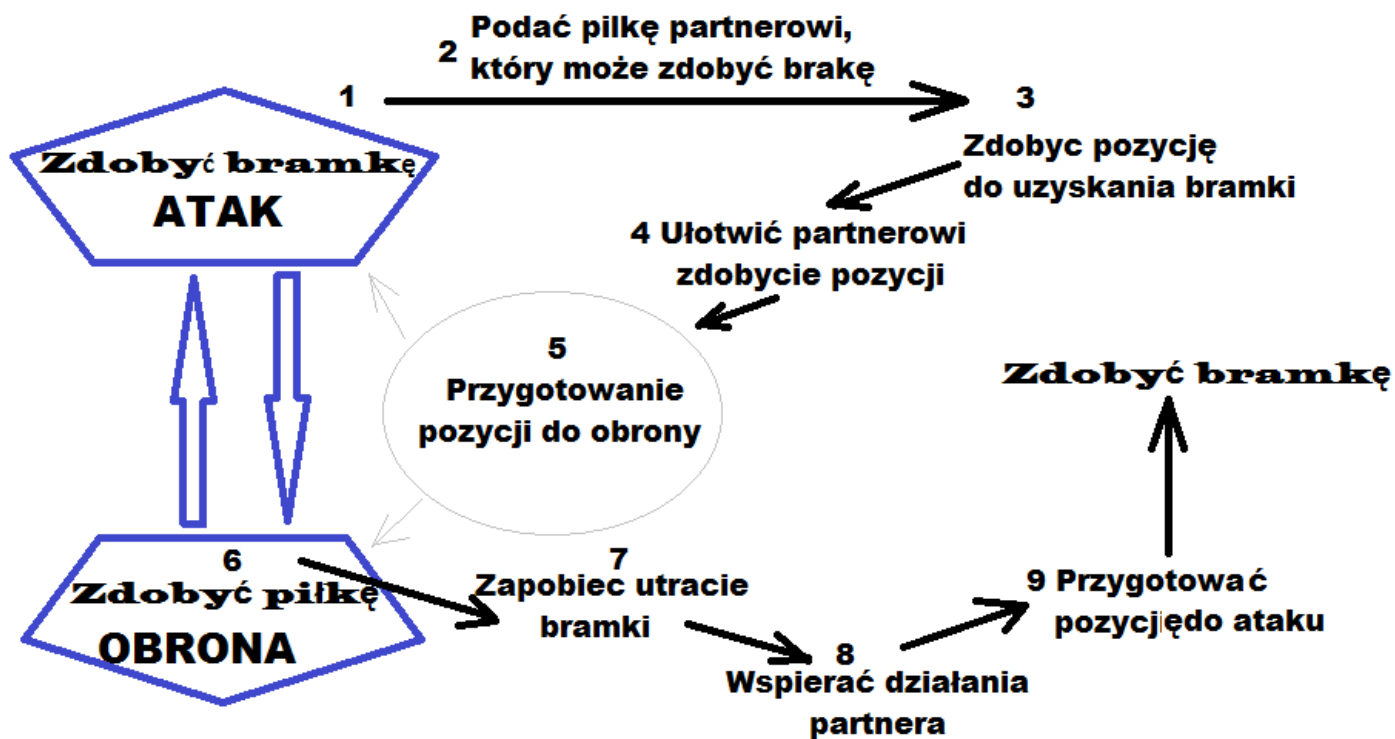 1
2 Podać pilkę partnerowi,
który może zdobyć brakę
3
Zdobyc pozycję
do uzyskania bramki
Zdobyć bramkę
ATAK
4 Ułotwić partnerowi
zdobycie pozycji
5
Przygotowanie
pozycji do obrony
6
Zdobyć piłkę
OBRONA
7
Zapobiec utracie
bramki
8
Wspierać działania
partnera
9 Przygotować
pozycjędo ataku
Zdobyć bramkę